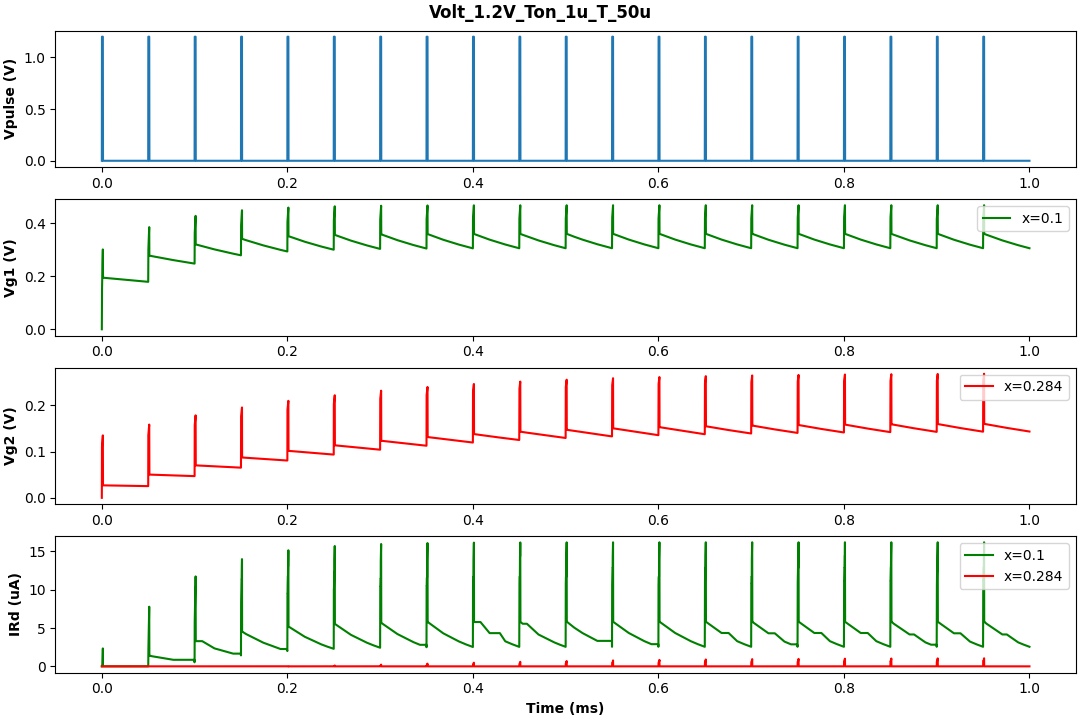 Volt_1.2V_Ton_1u_T_50u
Vpulse (V)
1.0
0.5
0.0
0.0 0.2 0.4 0.6 0.8 1.0
Vg1 (V)
0.4
0.2
0.0
x=0.1
0.0 0.2 0.4 0.6 0.8 1.0
Vg2 (V)
0.2
0.1
0.0
x=0.284
0.0 0.2 0.4 0.6 0.8 1.0
IRd (uA)
15
10
5
0
x=0.1
x=0.284
0.0 0.2 0.4 0.6 0.8 1.0
Time (ms)